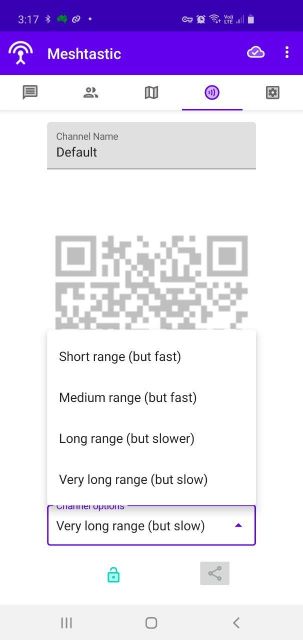 3:17
Meshtastic
Channel Name
Default
Short range (but fast)
Medium range (but fast)
Long range (but slower)
Very long range (but slow)
Channel options
Very long range (but slow)